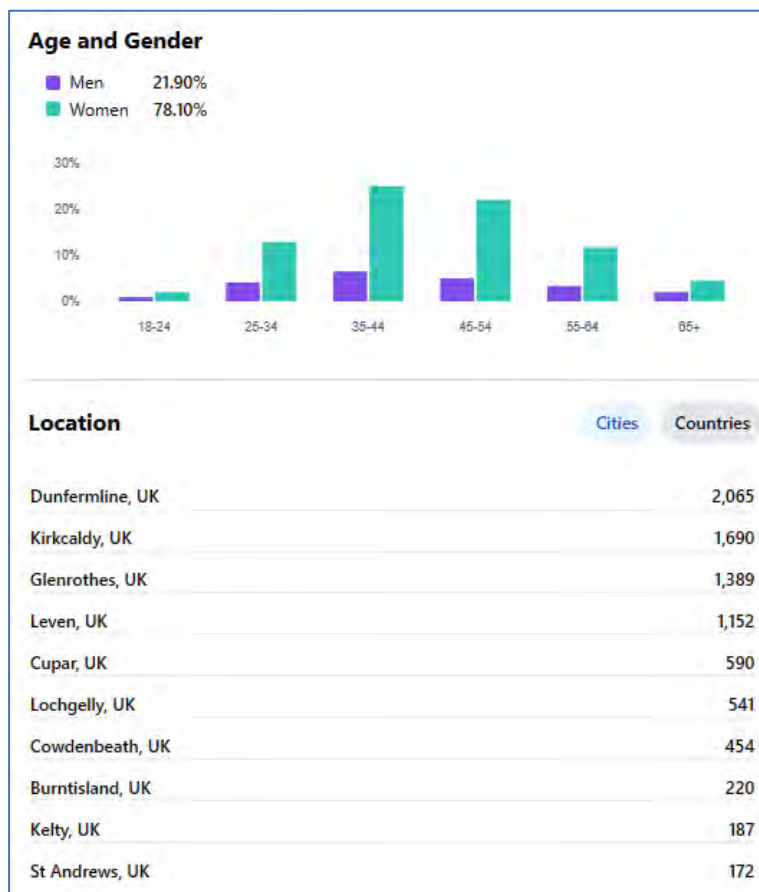 Age and Gender
Men 21.90%
Women 78.10%
30%
20%
10%
0%
18-24 25-34 35-44 45-54 55-64 65+
Location Cities Countries
Dunfermline, UK 2,065
Kirkcaldy, UK 1,690
Glenrothes, UK 1,389
Leven, UK 1,152
Cupar, UK 590
Lochgelly, UK 541
Cowdenbeath, UK 454
Burntisland, UK 220
Kelty, UK 187
St Andrews, UK 172